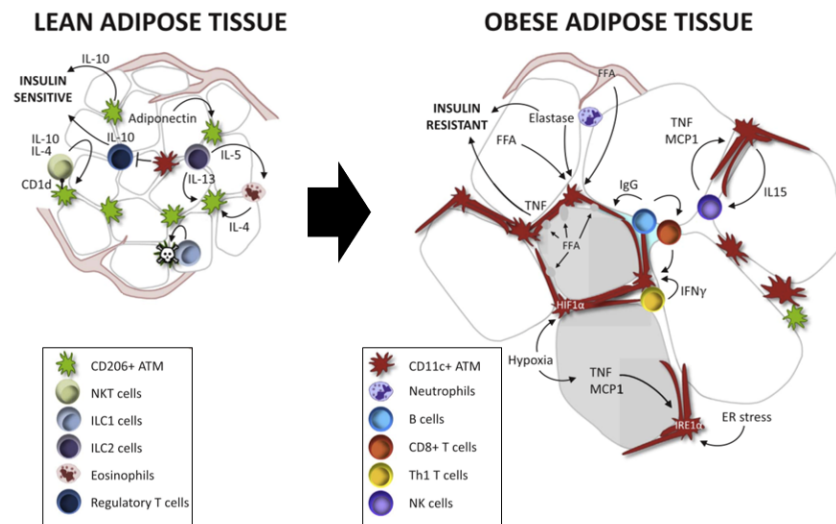 LEAN ADIPOSE TISSUE
IL-10
INSULIN
SENSITIVE
Adiponectin
IL-10
IL-4
IL-10
IL-5
CD1d
IL-13
IL-4
CD206+ ATM
NKT cells
ILC1 cells
ILC2 cells
Eosinophils
Regulatory T cells
OBESE ADIPOSE TISSUE
FFA
INSULIN
RESISTANT
Elastase
FFA
TNF
MCP1
IgG
IL15
TNF
FFA
IFNγ
HIF1α
Hypoxia
TNF
MCP1
ER stress
IRE1α
CD11c+ ATM
Neutrophils
B cells
CD8+ T cells
Th1 T cells
NK cells